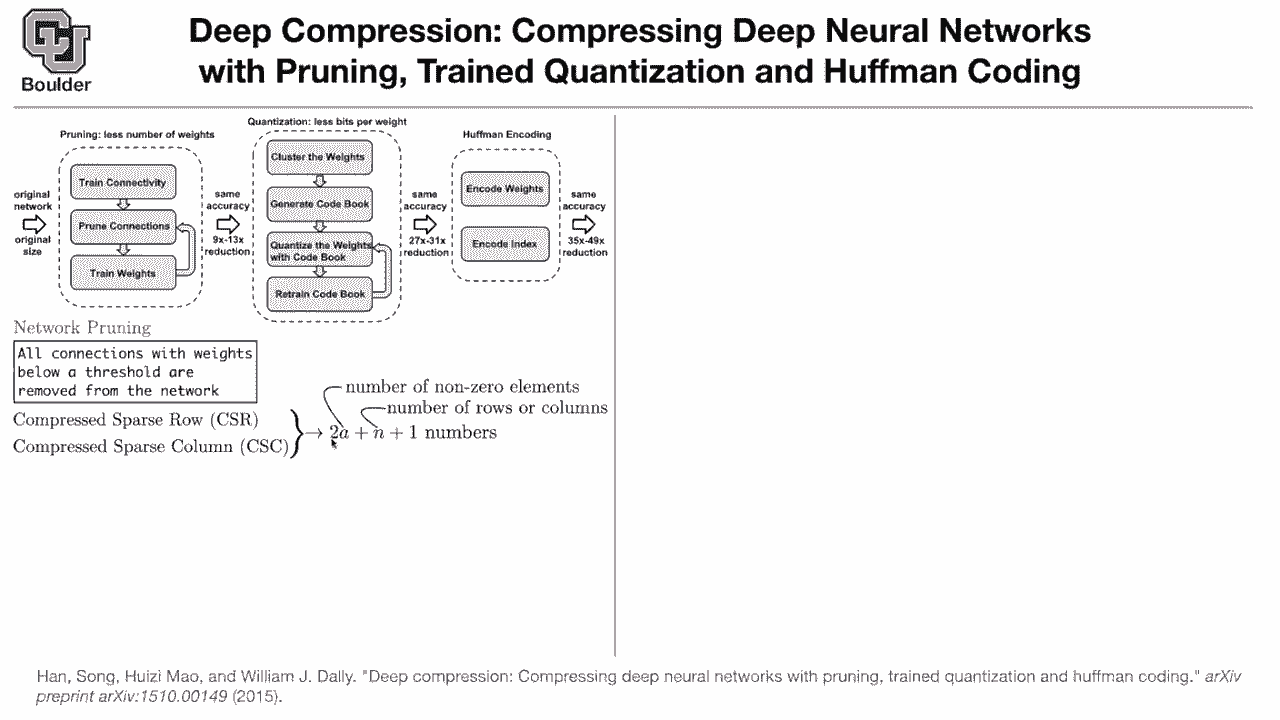 Boulder
Deep Compression: Compressing Deep Neural Networks
with Pruning, Trained Quantization and Huffman Coding
original
network
original
size
Pruning: less number of weights
Train Connectivity
Prune Connections
Train Weights
same
accuracy
9x-13x
reduction
Quantization: less bits per weight
Cluster the Weights
Generate Code Book
Quantize the Weights
with Code Book
Retrain Code Book
same
accuracy
27x-31x
reduction
Huffman Encoding
Encode Weights
Encode Index
same
accuracy
35x-49x
reduction
Network Pruning
All connections with weights
below a threshold are
removed from the network
Compressed Sparse Row (CSR)
Compressed Sparse Column (CSC)
number of non-zero elements
number of rows or columns
→ 2a + n + 1 numbers
Han, Song, Huizi Mao, and William J. Dally. "Deep compression: Compressing deep neural networks with pruning, trained quantization and huffman coding." arXiv
preprint arXiv:1510.00149 (2015).